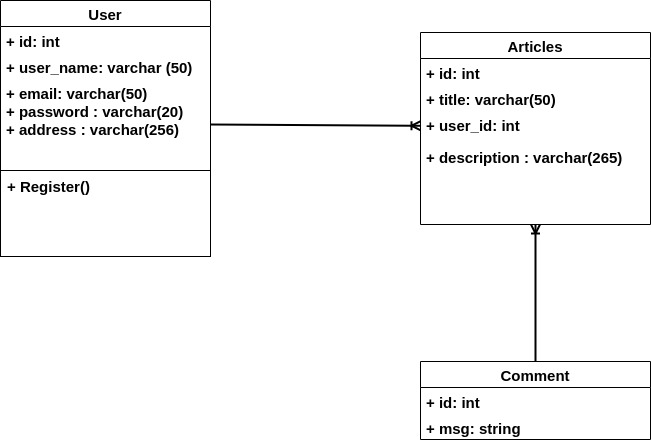 User
+ id: int
+ user_name: varchar (50)
+ email: varchar(50)
+ password : varchar(20)
+ address : varchar(256)
+ Register()
Articles
+ id: int
+ title: varchar(50)
+ user_id: int
+ description : varchar(265)
Comment
+ id: int
+ msg: string